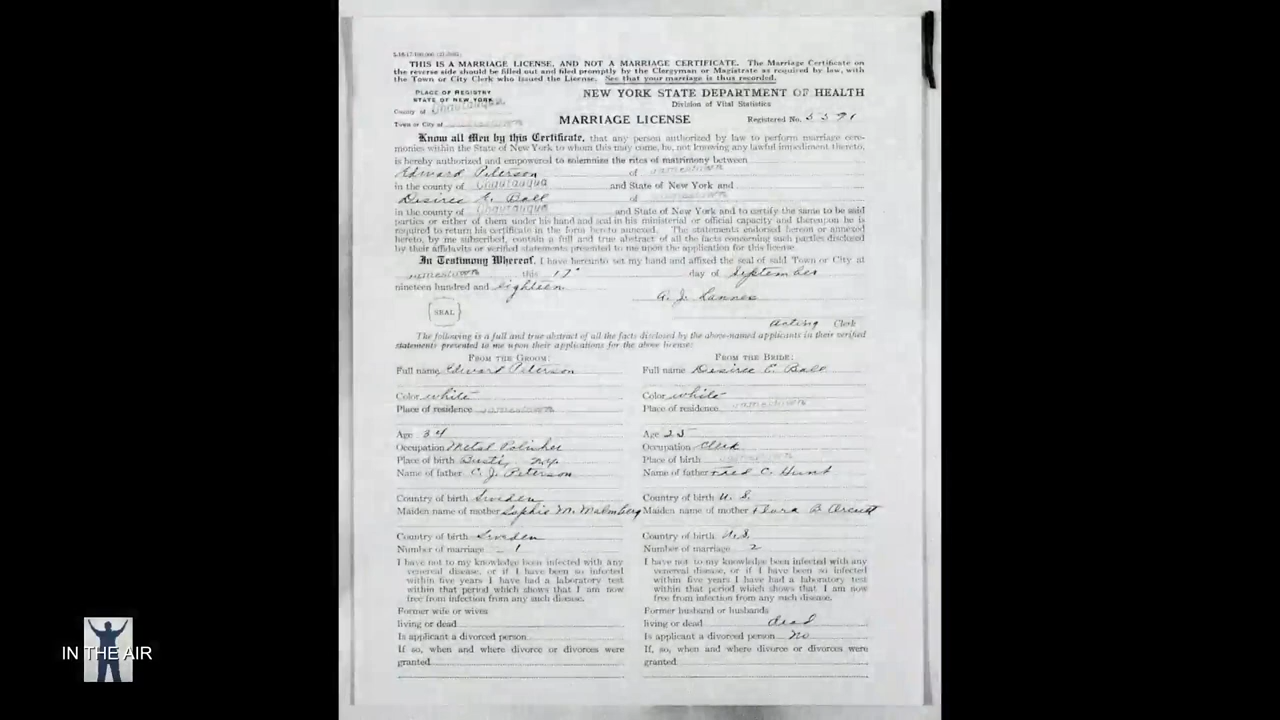 THIS IS A MARRIAGE LICENSE, AND NOT A MARRIAGE CERTIFICATE. The Marriage Certificate on
the reverse side should be filled out and filed promptly by the Clergyman or Magistrate as required by law, with
the Town or City Clerk who issued the License. See that your marriage is thus recorded.
PLACE OF REGISTRY
STATE OF NEW YORK
NEW YORK STATE DEPARTMENT OF HEALTH
Division of Vital Statistics
County of Chautauqua
Town or City of Jamestown
MARRIAGE LICENSE
Registered No. 5591
Know all Men by this Certificate, that any person authorized by law to perform marriage cere-
monies within the State of New York to whom this may come, he, not knowing any lawful impediment thereto,
is hereby authorized and empowered to solemnize the rites of matrimony between
Edward Peterson of Jamestown
in the county of Chautauqua and State of New York and
Desiree E. Ball of Jamestown
in the county of Chautauqua and State of New York and to certify the same to be said
parties or either of them under his hand and seal in his ministerial or official capacity and thereupon he is
required to return his certificate in the form hereto annexed. The statements endorsed hereon or annexed
hereto, by me subscribed, contain a full and true abstract of all the facts concerning such parties disclosed
by their affidavits or verified statements presented to me upon the application for this license.
In Testimony Whereof, I have hereunto set my hand and affixed the seal of said Town or City at
Jamestown this 17" day of September
nineteen hundred and eighteen
A. J. Lannes
(SEAL)
Acting Clerk
The following is a full and true abstract of all the facts disclosed by the above-named applicants in their verified
statements presented to me upon their applications for the above license:
FROM THE GROOM:
Full name Edward Peterson
Color white
Place of residence Jamestown
Age 34
Occupation Metal Polisher
Place of birth Busti, N.Y.
Name of father C. J. Peterson
Country of birth Sweden
Maiden name of mother Sophie M. Malmberg
Country of birth Sweden
Number of marriage 1
I have not to my knowledge been infected with any
venereal disease, or if I have been so infected
within five years I have had a laboratory test
within that period which shows that I am now
free from infection from any such disease.
Former wife or wives
living or dead
Is applicant a divorced person
If so, when and where divorce or divorces were
granted
FROM THE BRIDE:
Full name Desiree E. Ball
Color white
Place of residence Jamestown
Age 25
Occupation Clerk
Place of birth Jamestown
Name of father Fred C. Hunt
Country of birth U. S.
Maiden name of mother Flora B Orcutt
Country of birth U.S.
Number of marriage 2
I have not to my knowledge been infected with any
venereal disease, or if I have been so infected
within five years I have had a laboratory test
within that period which shows that I am now
free from infection from any such disease.
Former husband or husbands
living or dead dead
Is applicant a divorced person no
If, so, when and where divorce or divorces were
granted
IN THE AIR